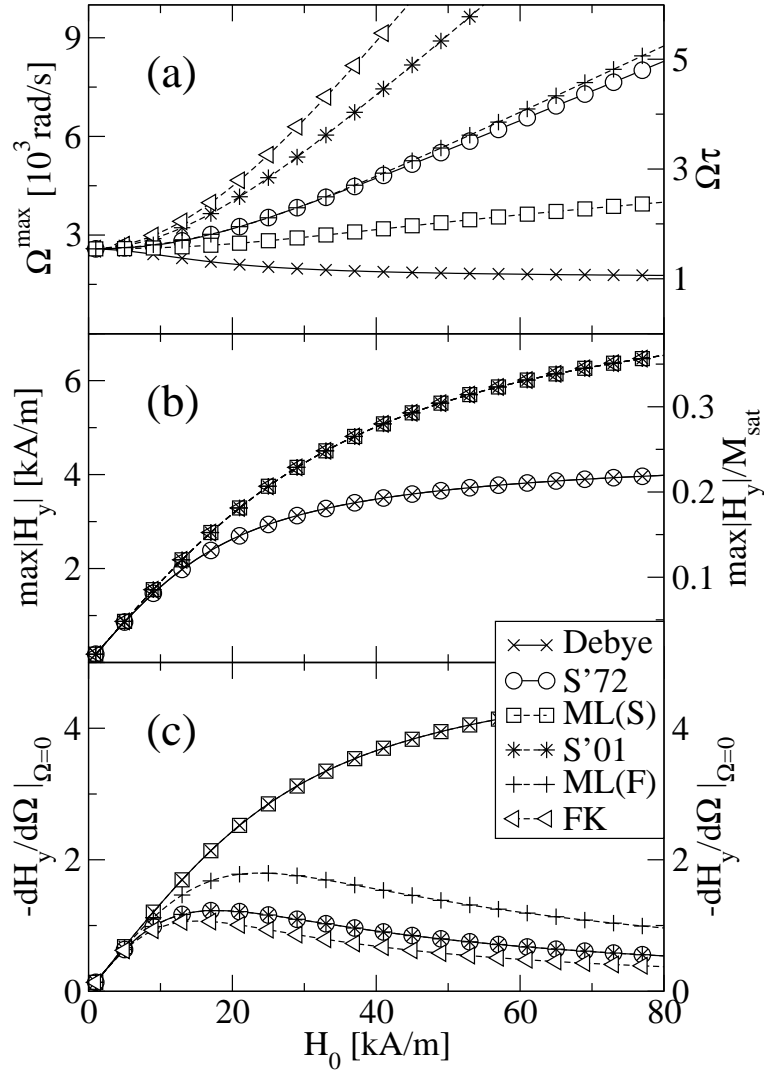 9
6
3
Ω^max [10^3 rad/s]
(a)
5
3
1
Ωτ
6
4
2
max|H_y| [kA/m]
(b)
0.3
0.2
0.1
max|H_y|/M_sat
Debye
S'72
ML(S)
S'01
ML(F)
FK
4
2
0
-dH_y/dΩ|_Ω=0
(c)
4
2
0
-dH_y/dΩ|_Ω=0
0 20 40 60 80
H_0 [kA/m]